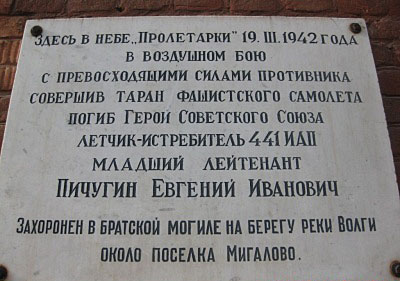 Здесь в небе „Пролетарки" 19.III.1942 года
в воздушном бою
с превосходящими силами противника
совершив таран фашистского самолета
погиб Герой Советского Союза
летчик-истребитель 441 ИАП
младший лейтенант
Пичугин Евгений Иванович
Захоронен в братской могиле на берегу реки Волги
около поселка Мигалово.